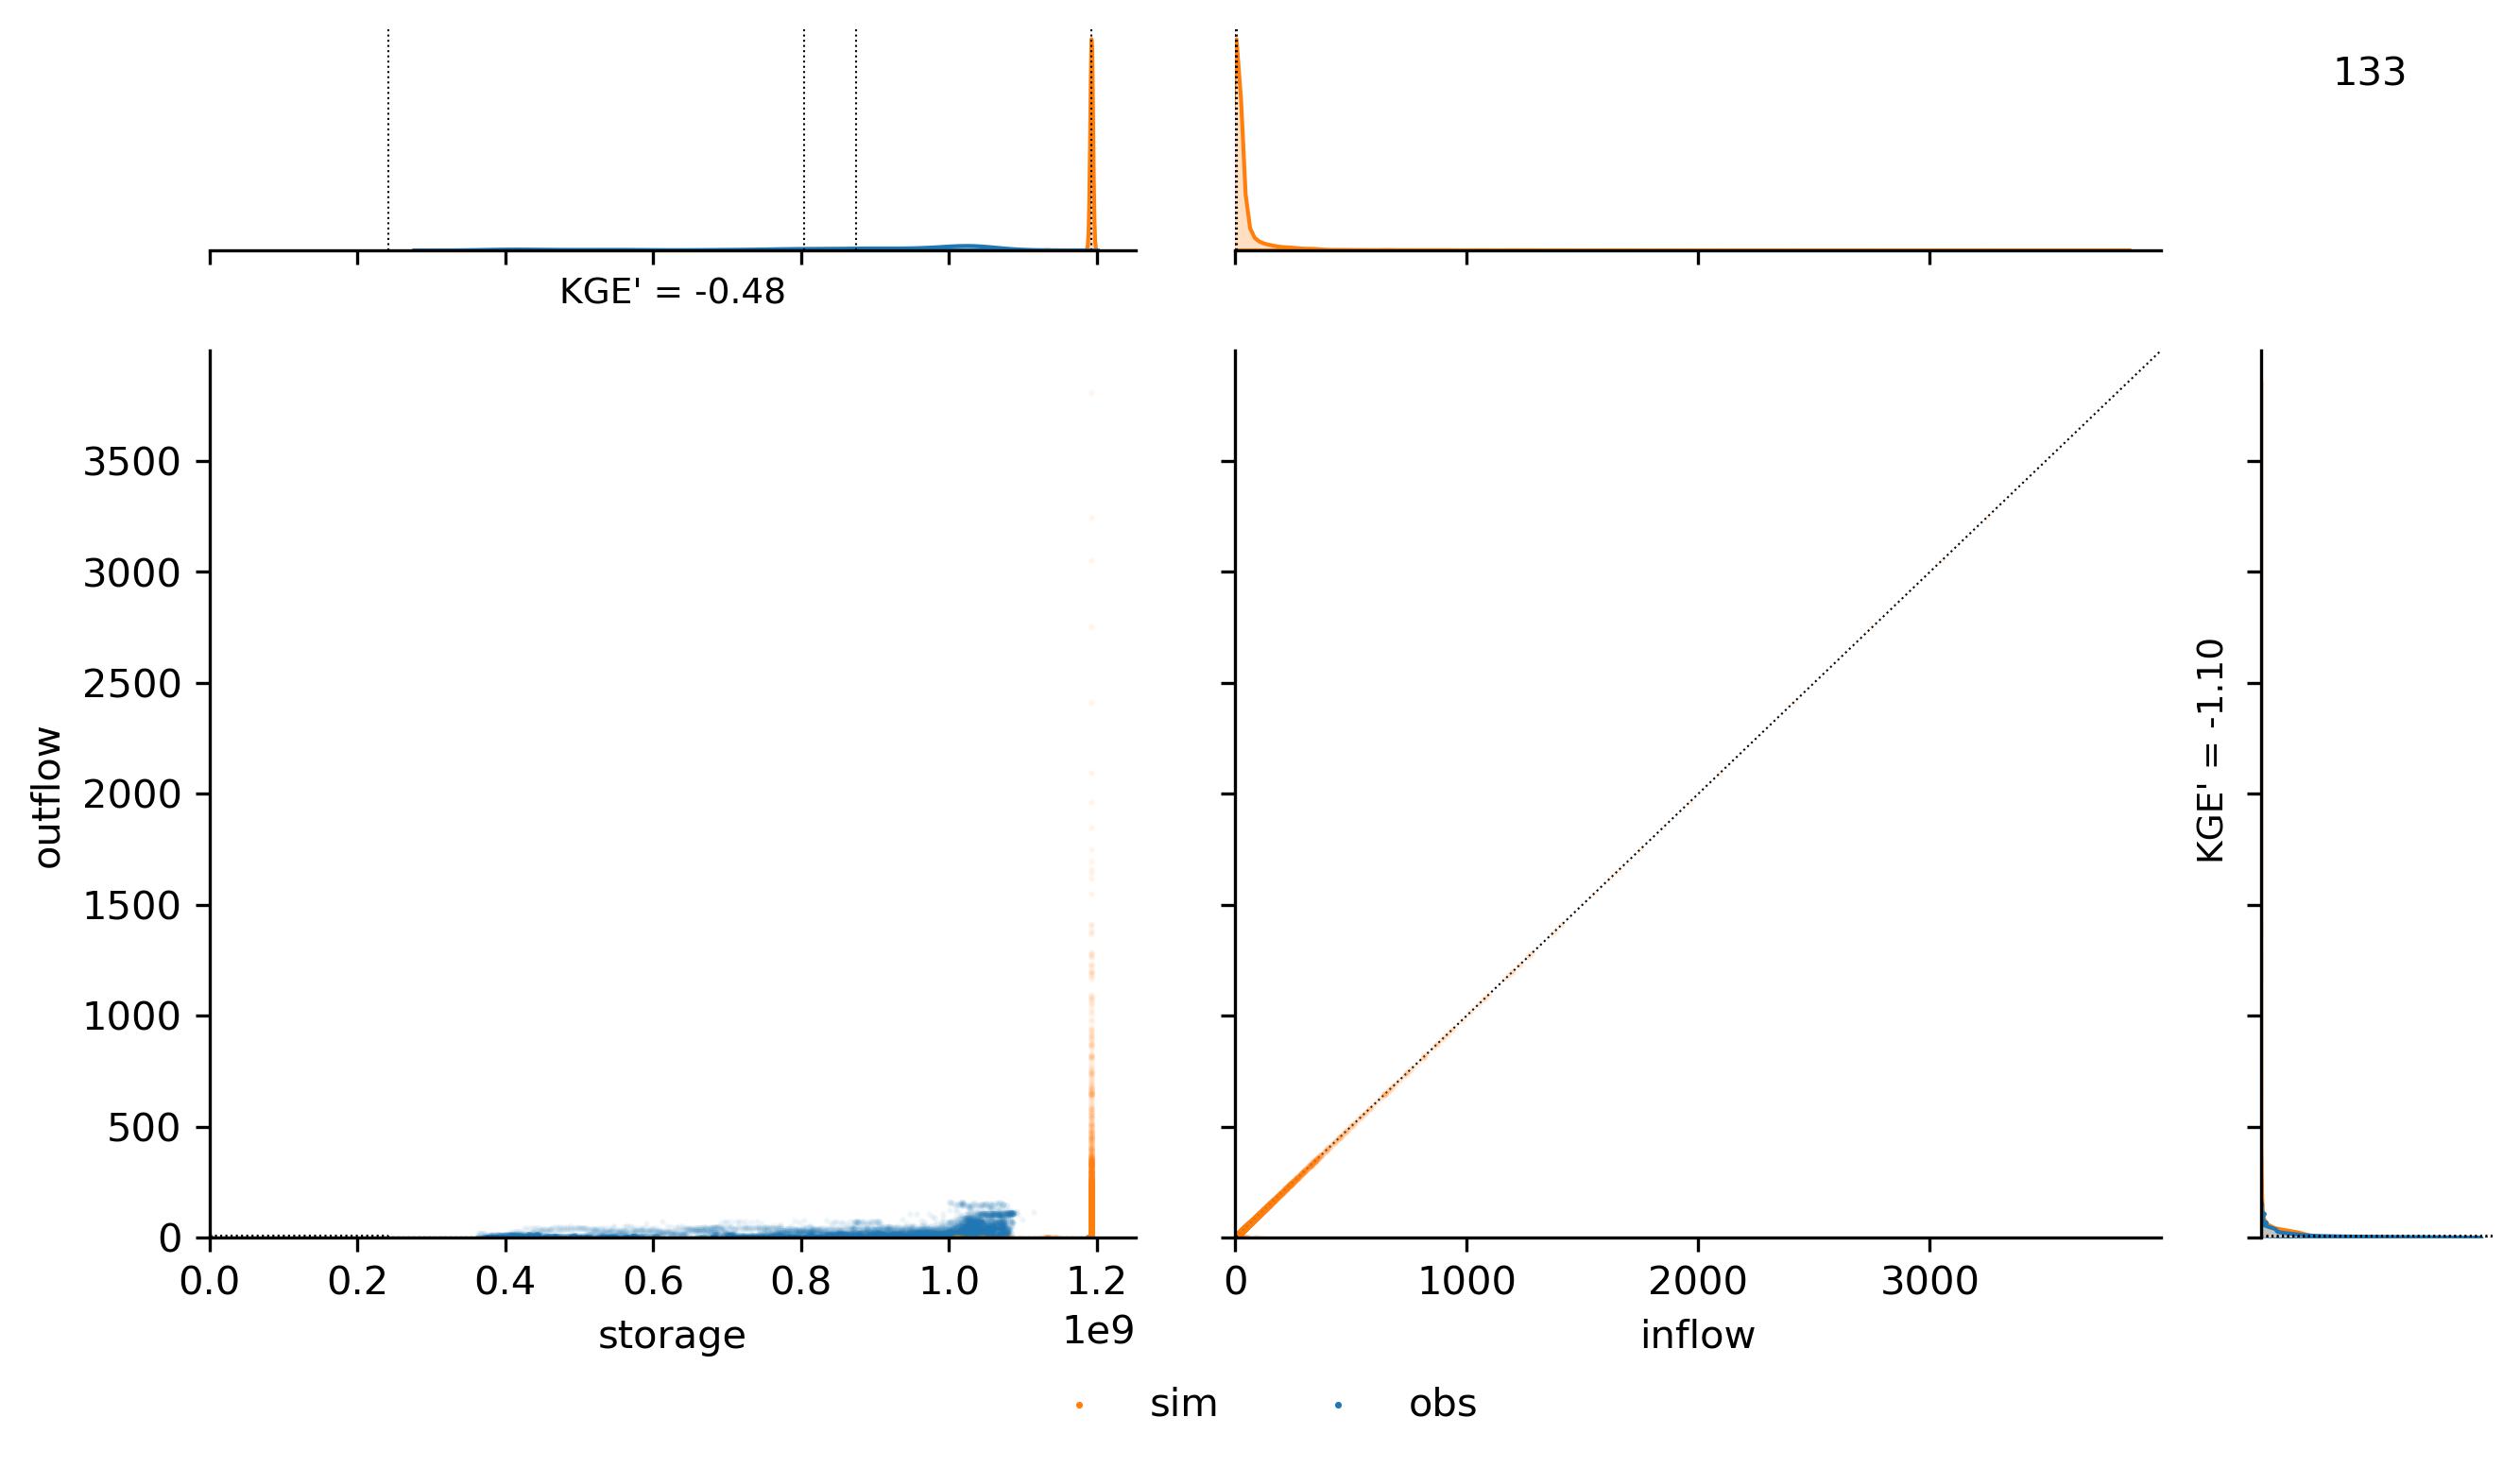 133
KGE' = -0.48
3500
3000
2500
2000
1500
1000
500
0
outflow
KGE' = -1.10
0.0 0.2 0.4 0.6 0.8 1.0 1.2
1e9
storage
0 1000 2000 3000
inflow
sim obs